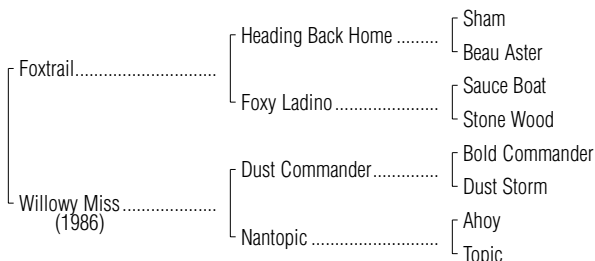 Sham
Heading Back Home .........
Beau Aster
Foxtrail..............................
Sauce Boat
Foxy Ladino......................
Stone Wood
Bold Commander
Dust Commander..............
Dust Storm
Willowy Miss....................
(1986)
Ahoy
Nantopic ...........................
Topic